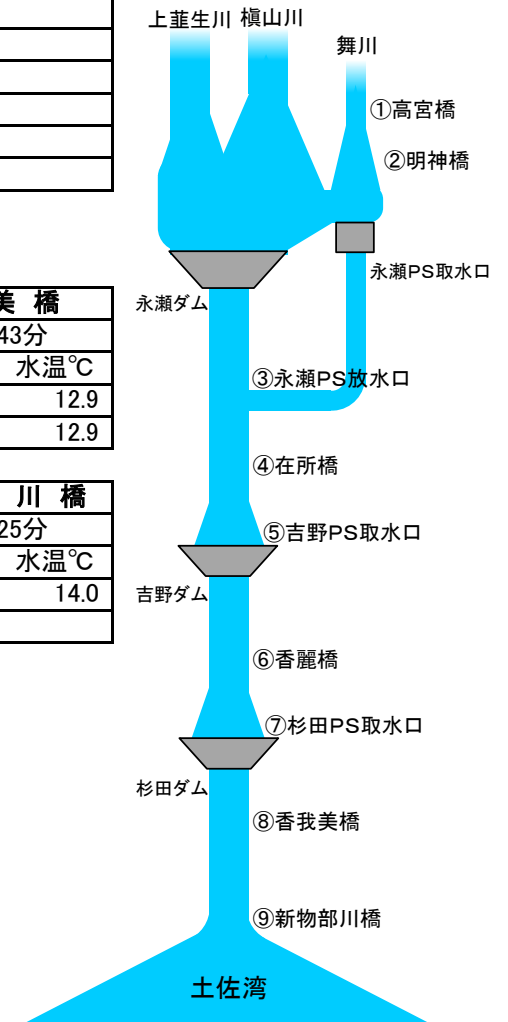 上韮生川 槇山川
舞川
①高宮橋
②明神橋
永瀬PS取水口
永瀬ダム
③永瀬PS放水口
④在所橋
⑤吉野PS取水口
吉野ダム
⑥香麗橋
⑦杉田PS取水口
杉田ダム
⑧香我美橋
⑨新物部川橋
土佐湾
美 橋
43分
水温℃
12.9
12.9
川 橋
25分
水温℃
14.0